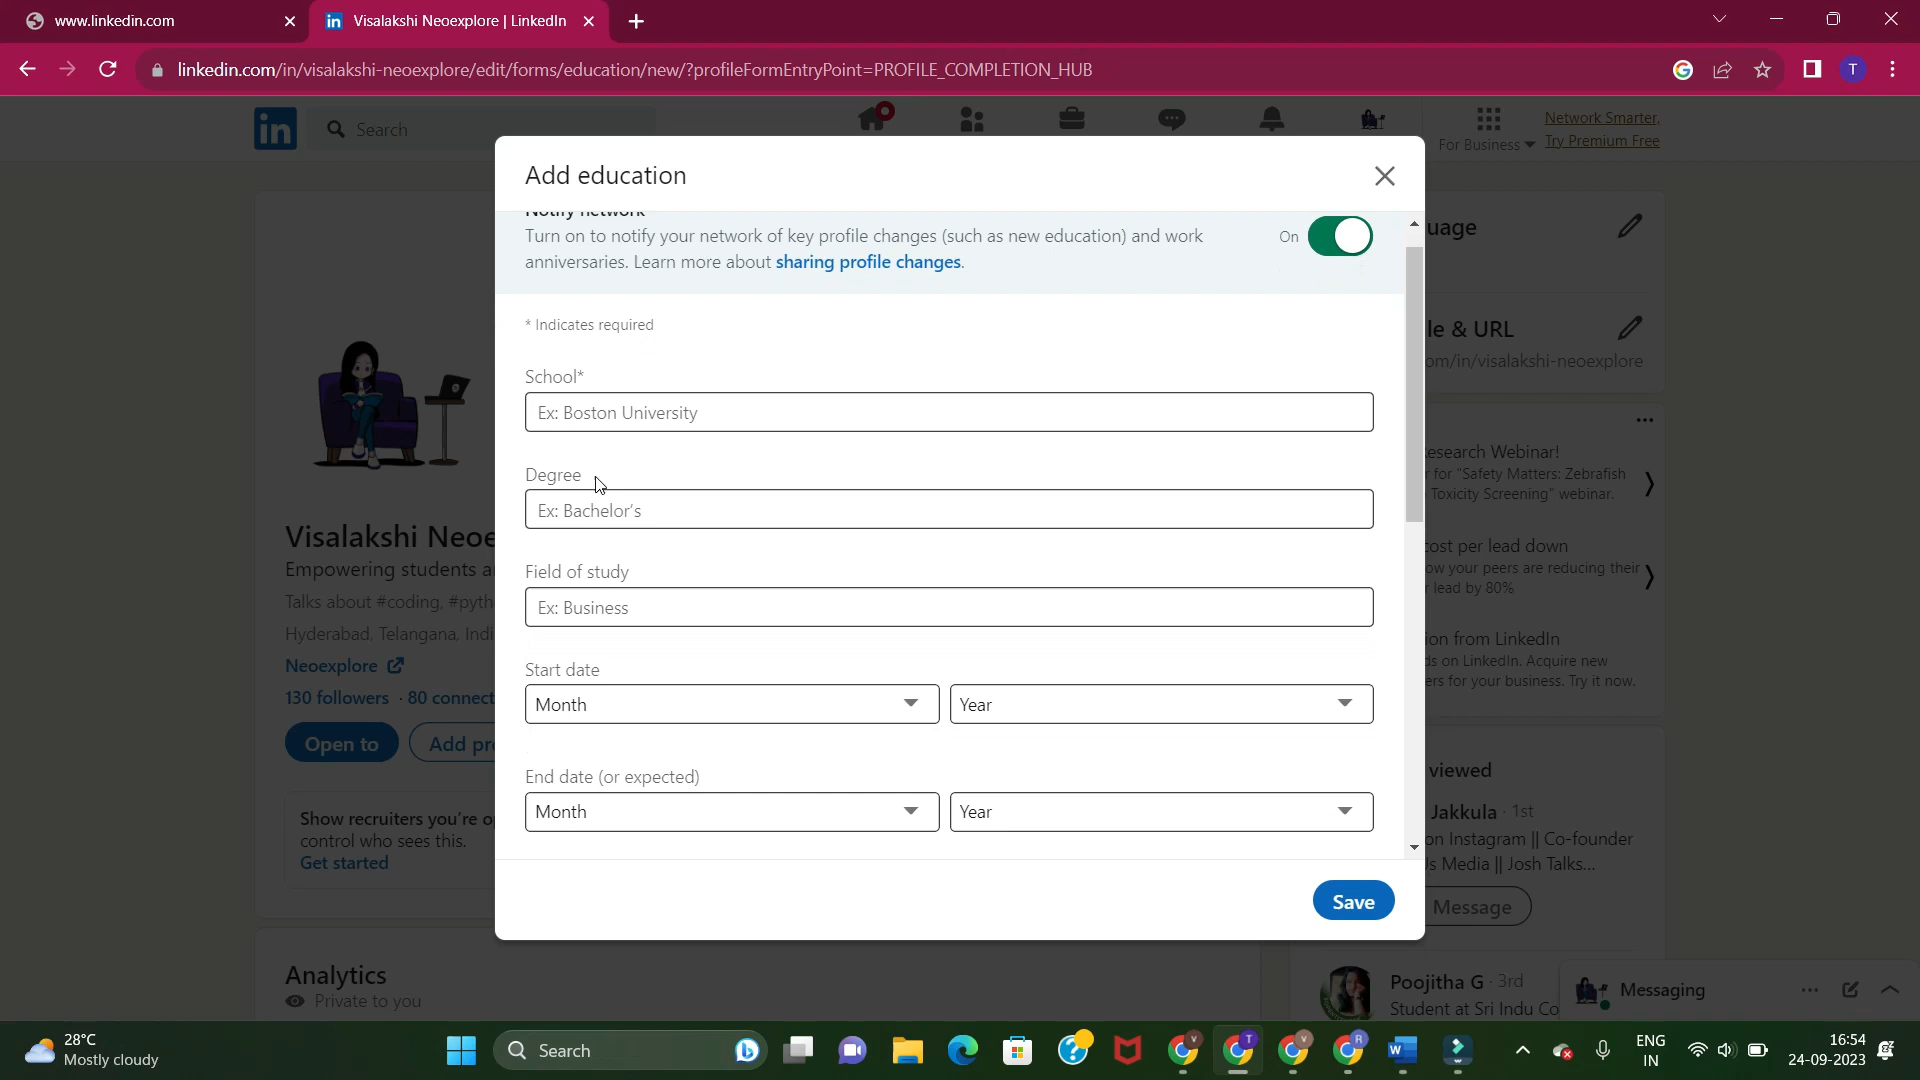 www.linkedin.com
Visalakshi Neoexplore | LinkedIn
linkedin.com/in/visalakshi-neoexplore/edit/forms/education/new/?profileFormEntryPoint=PROFILE_COMPLETION_HUB
T
in
Search
For Business
Network Smarter,
Try Premium Free
Add education
Notify network
Turn on to notify your network of key profile changes (such as new education) and work
anniversaries. Learn more about sharing profile changes.
On
* Indicates required
School*
Ex: Boston University
Degree
Ex: Bachelor's
Field of study
Ex: Business
Start date
Month
Year
End date (or expected)
Month
Year
Save
Visalakshi Neoe
Empowering students a
Talks about #coding, #pyth
Hyderabad, Telangana, Indi
Neoexplore
130 followers · 80 connect
Open to
Add pr
Show recruiters you're o
control who sees this.
Get started
Analytics
Private to you
uage
le & URL
om/in/visalakshi-neoexplore
esearch Webinar!
r for "Safety Matters: Zebrafish
Toxicity Screening" webinar.
cost per lead down
ow your peers are reducing their
r lead by 80%
ion from LinkedIn
ds on LinkedIn. Acquire new
ers for your business. Try it now.
viewed
Jakkula · 1st
on Instagram || Co-founder
Us Media || Josh Talks...
Message
Poojitha G · 3rd
Student at Sri Indu Co
Messaging
28°C
Mostly cloudy
Search
ENG
IN
16:54
24-09-2023